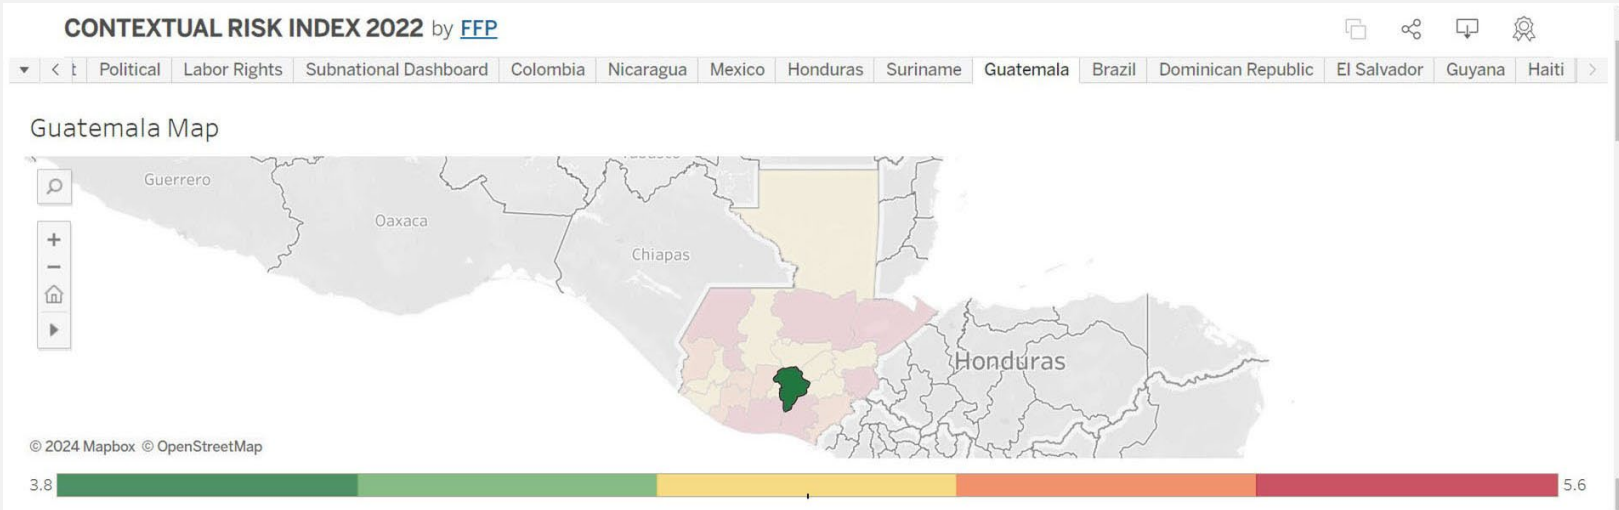 CONTEXTUAL RISK INDEX 2022 by FFP
t Political Labor Rights Subnational Dashboard Colombia Nicaragua Mexico Honduras Suriname Guatemala Brazil Dominican Republic El Salvador Guyana Haiti
Guatemala Map
Guerrero
Oaxaca
Chiapas
Honduras
© 2024 Mapbox © OpenStreetMap
3.8 5.6